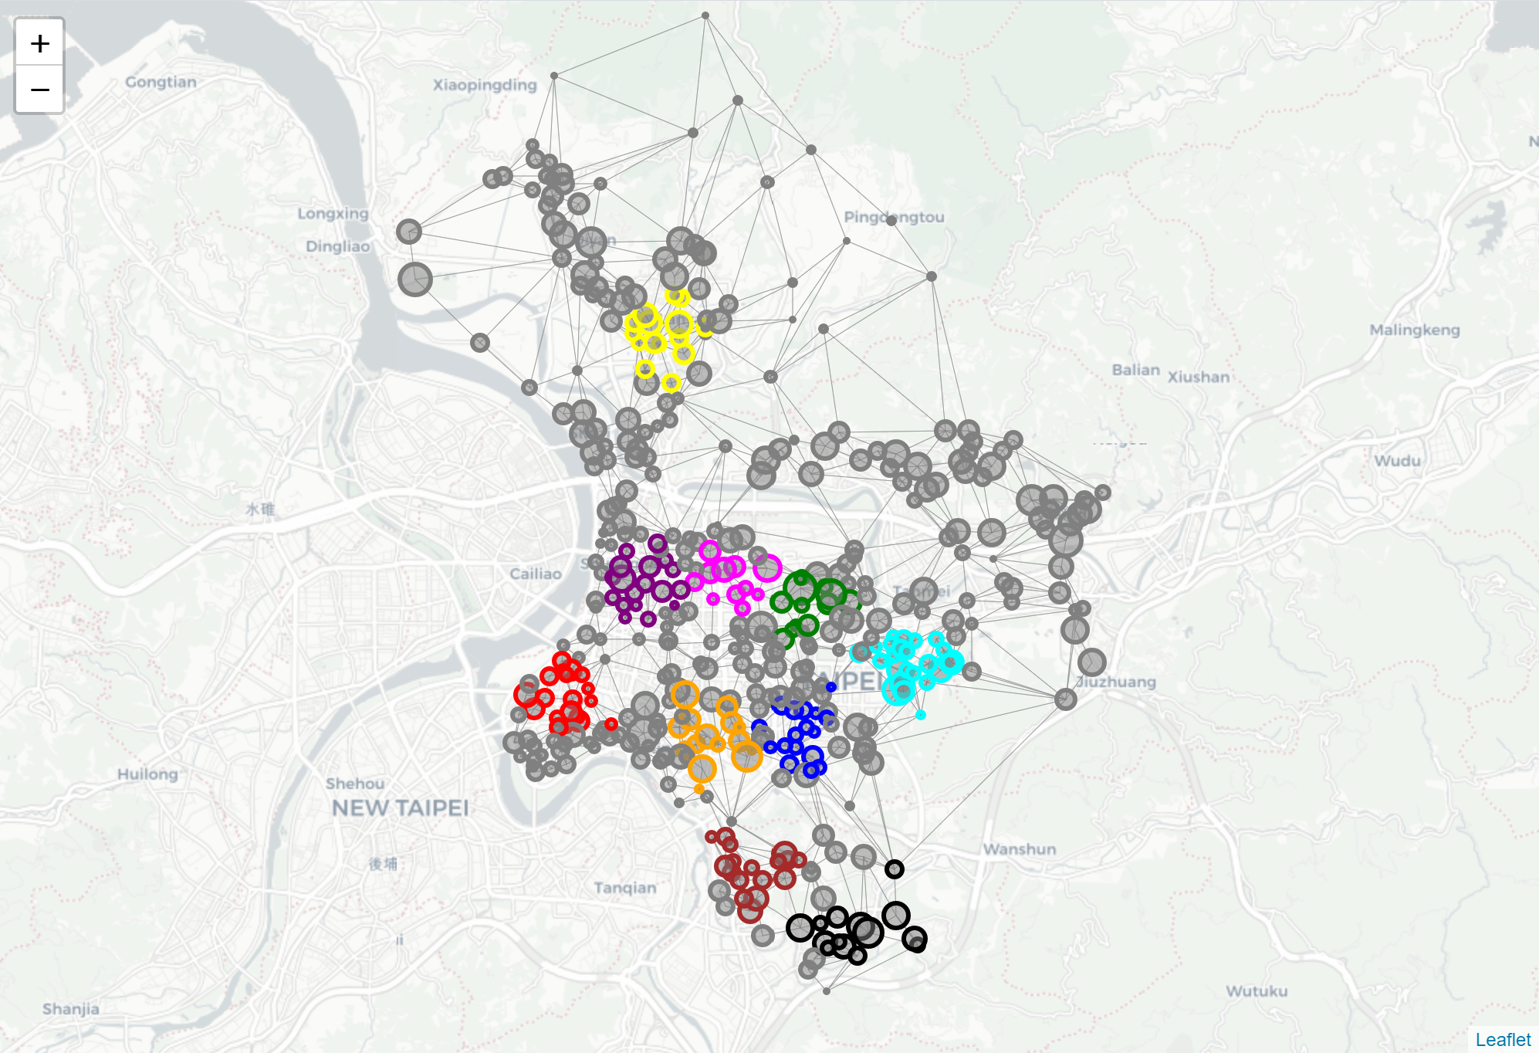 +
−
Gongtian
Xiaopingding
Longxing
Dingliao
Pingdengtou
Malingkeng
Balian
Xiushan
Wudu
水碓
Cailiao
Jiuzhuang
Huilong
Shehou
NEW TAIPEI
Wanshun
後埔
Tanqian
Wutuku
Shanjia
Leaflet